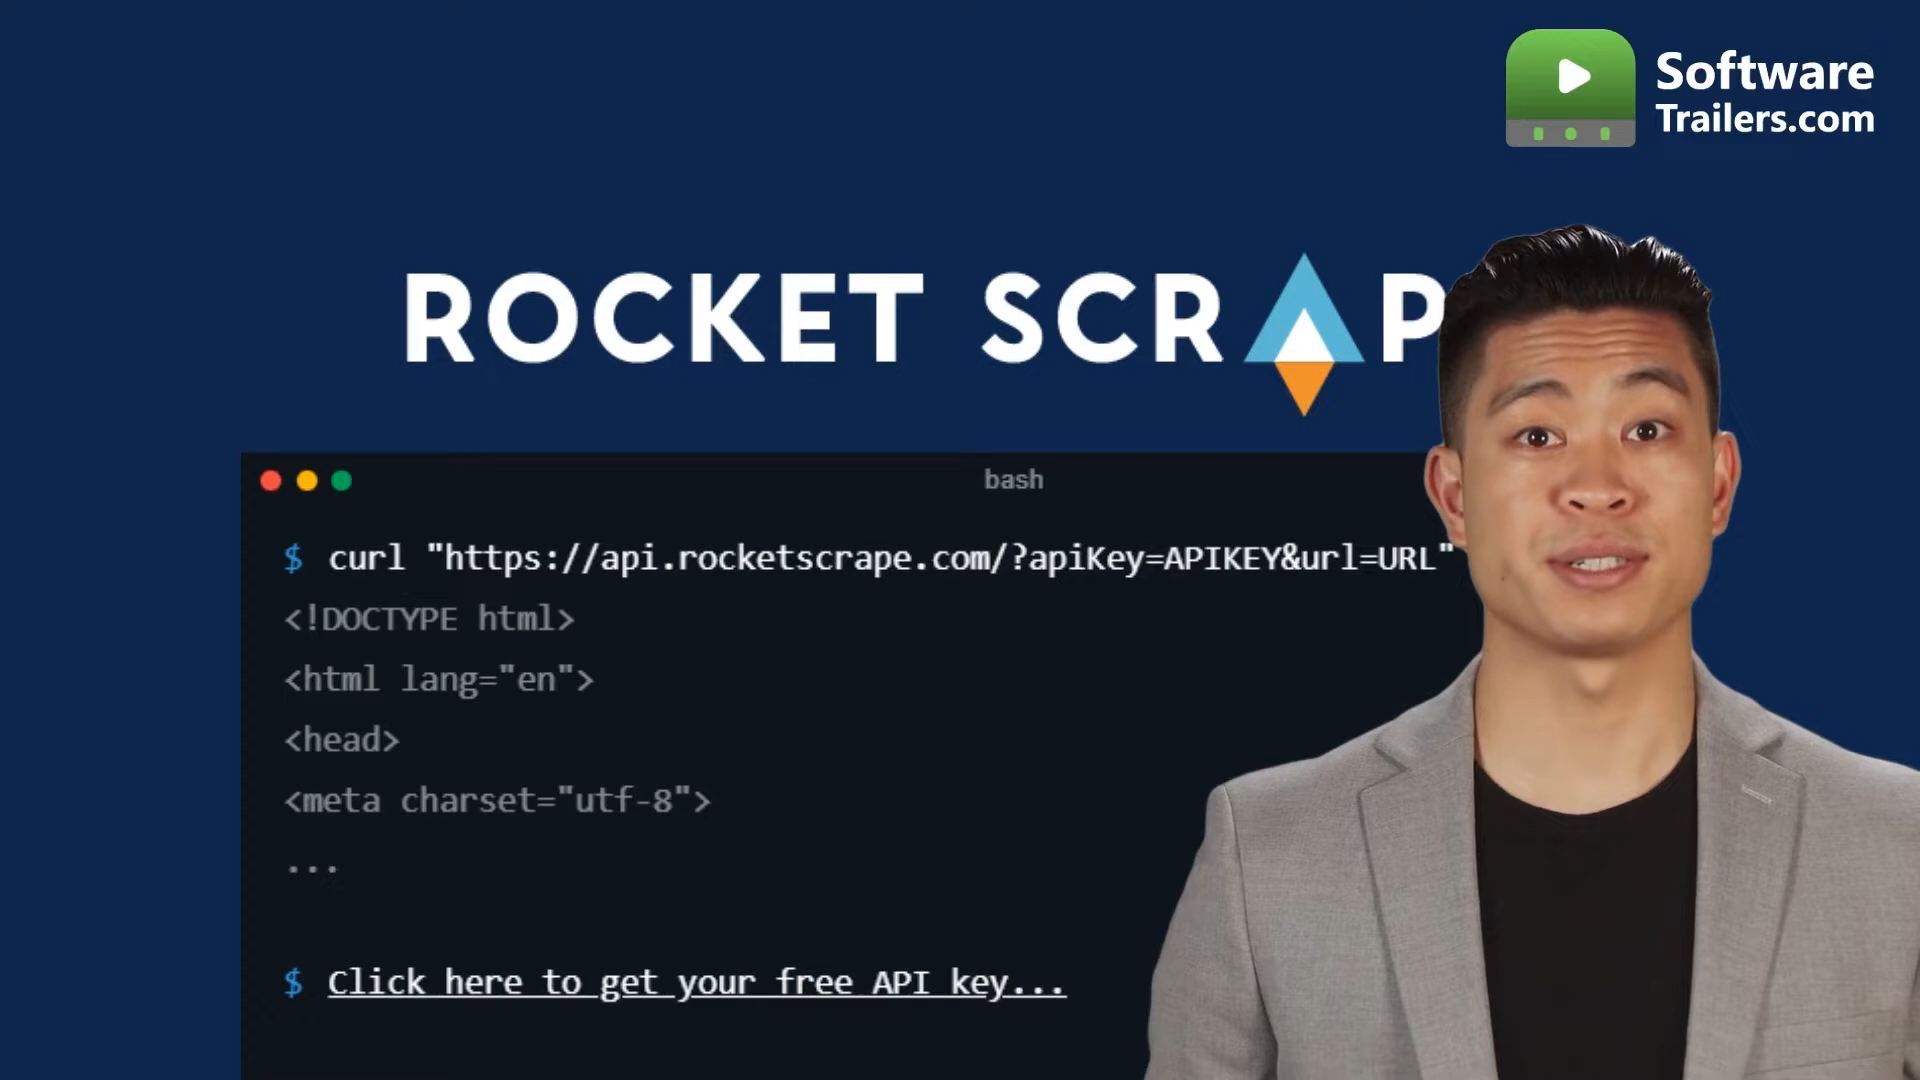 Software
Trailers.com
ROCKET SCRAP
bash
$ curl "https://api.rocketscrape.com/?apiKey=APIKEY&url=URL"
<!DOCTYPE html>
<html lang="en">
<head>
<meta charset="utf-8">
...
$ Click here to get your free API key...